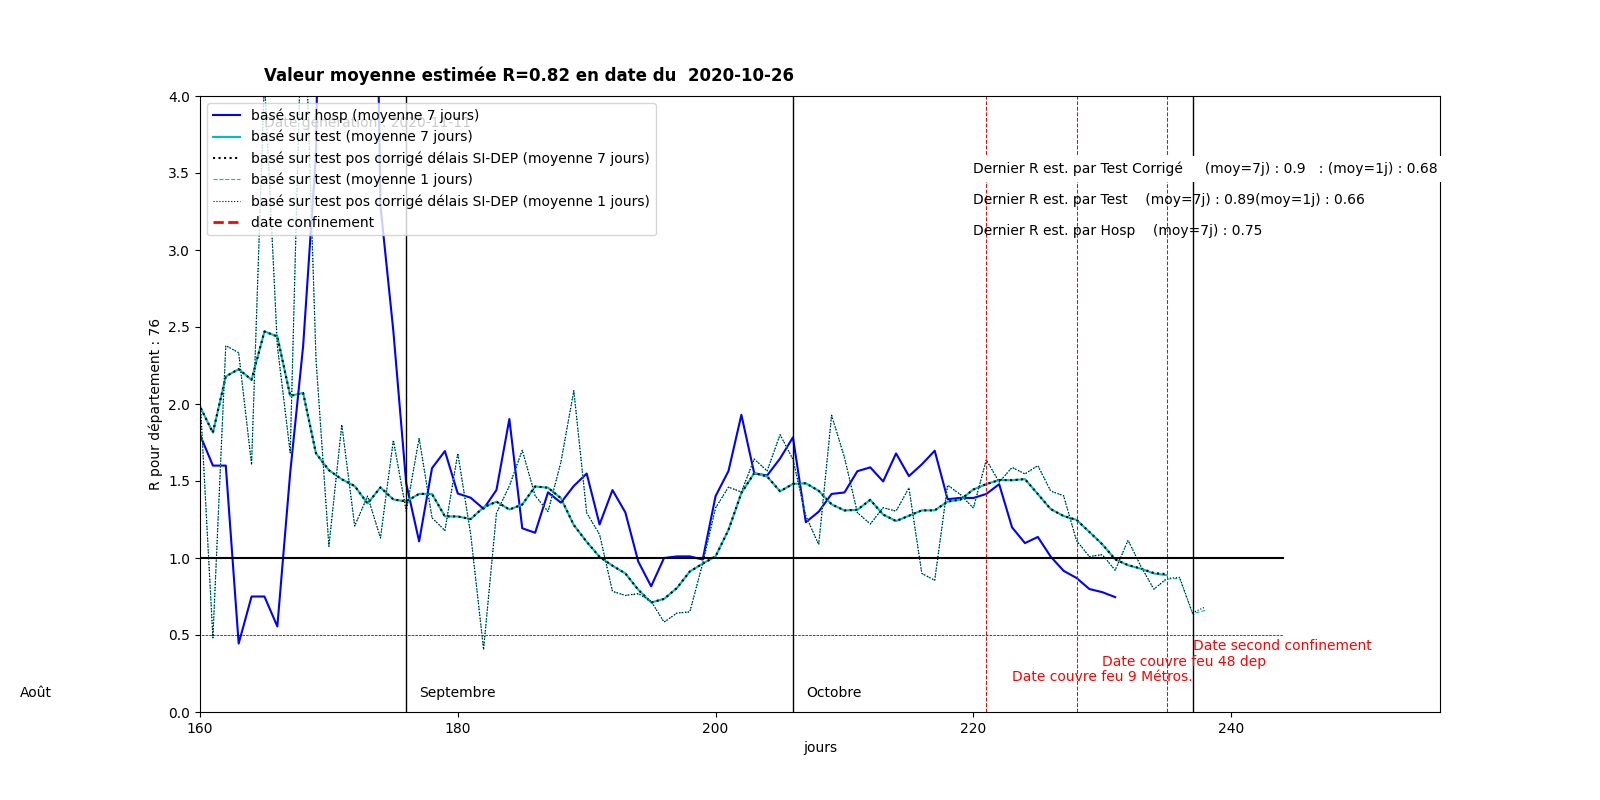 Valeur moyenne estimée R=0.82 en date du  2020-10-26
4.0
3.5
3.0
2.5
2.0
1.5
1.0
0.5
0.0
R pour département : 76
basé sur hosp (moyenne 7 jours)
Date génération : 2020-11-11
basé sur test (moyenne 7 jours)
basé sur test pos corrigé délais SI-DEP (moyenne 7 jours)
basé sur test (moyenne 1 jours)
basé sur test pos corrigé délais SI-DEP (moyenne 1 jours)
date confinement
Dernier R est. par Test Corrigé     (moy=7j) : 0.9   : (moy=1j) : 0.68
Dernier R est. par Test    (moy=7j) : 0.89(moy=1j) : 0.66
Dernier R est. par Hosp    (moy=7j) : 0.75
Date second confinement
Date couvre feu 48 dep
Date couvre feu 9 Métros.
Août
Septembre
Octobre
160
180
200
220
240
jours